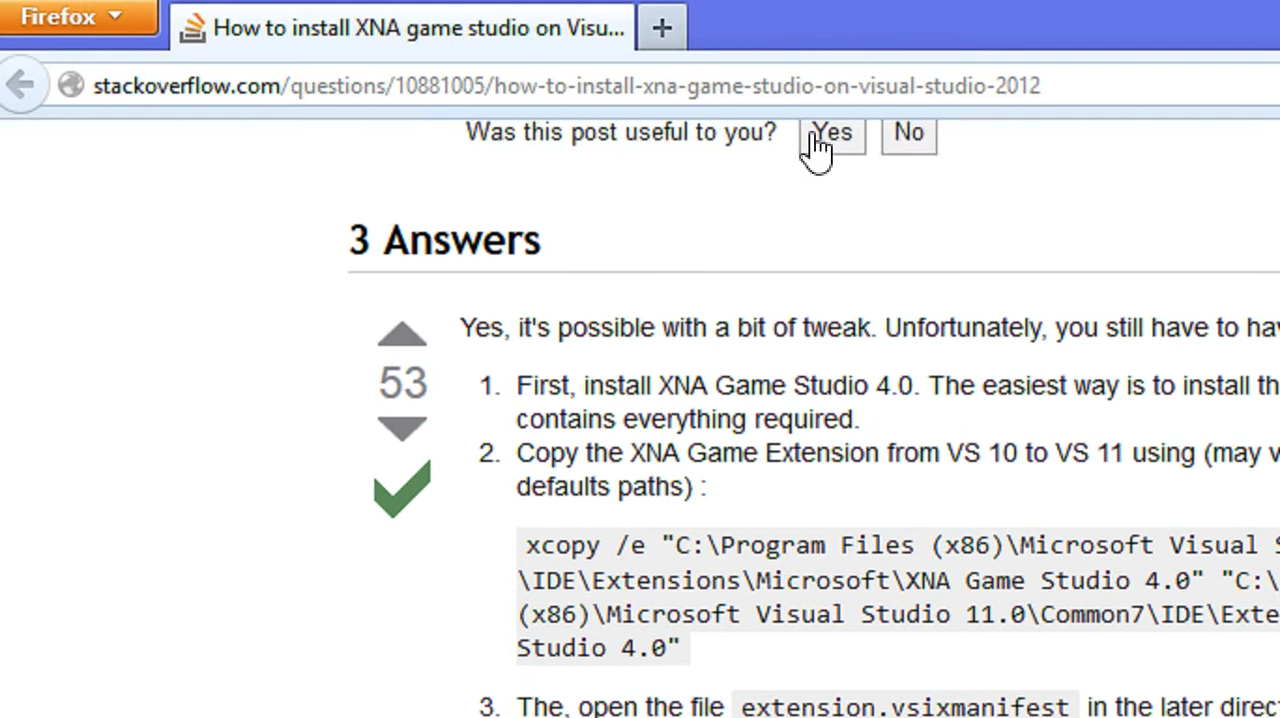 Firefox
How to install XNA game studio on Visu...
stackoverflow.com/questions/10881005/how-to-install-xna-game-studio-on-visual-studio-2012
Was this post useful to you? Yes No
3 Answers
Yes, it's possible with a bit of tweak. Unfortunately, you still have to ha
53
1. First, install XNA Game Studio 4.0. The easiest way is to install th
contains everything required.
2. Copy the XNA Game Extension from VS 10 to VS 11 using (may v
defaults paths) :
xcopy /e "C:\Program Files (x86)\Microsoft Visual S
\IDE\Extensions\Microsoft\XNA Game Studio 4.0" "C:\
(x86)\Microsoft Visual Studio 11.0\Common7\IDE\Exte
Studio 4.0"
3. The, open the file extension.vsixmanifest in the later direc